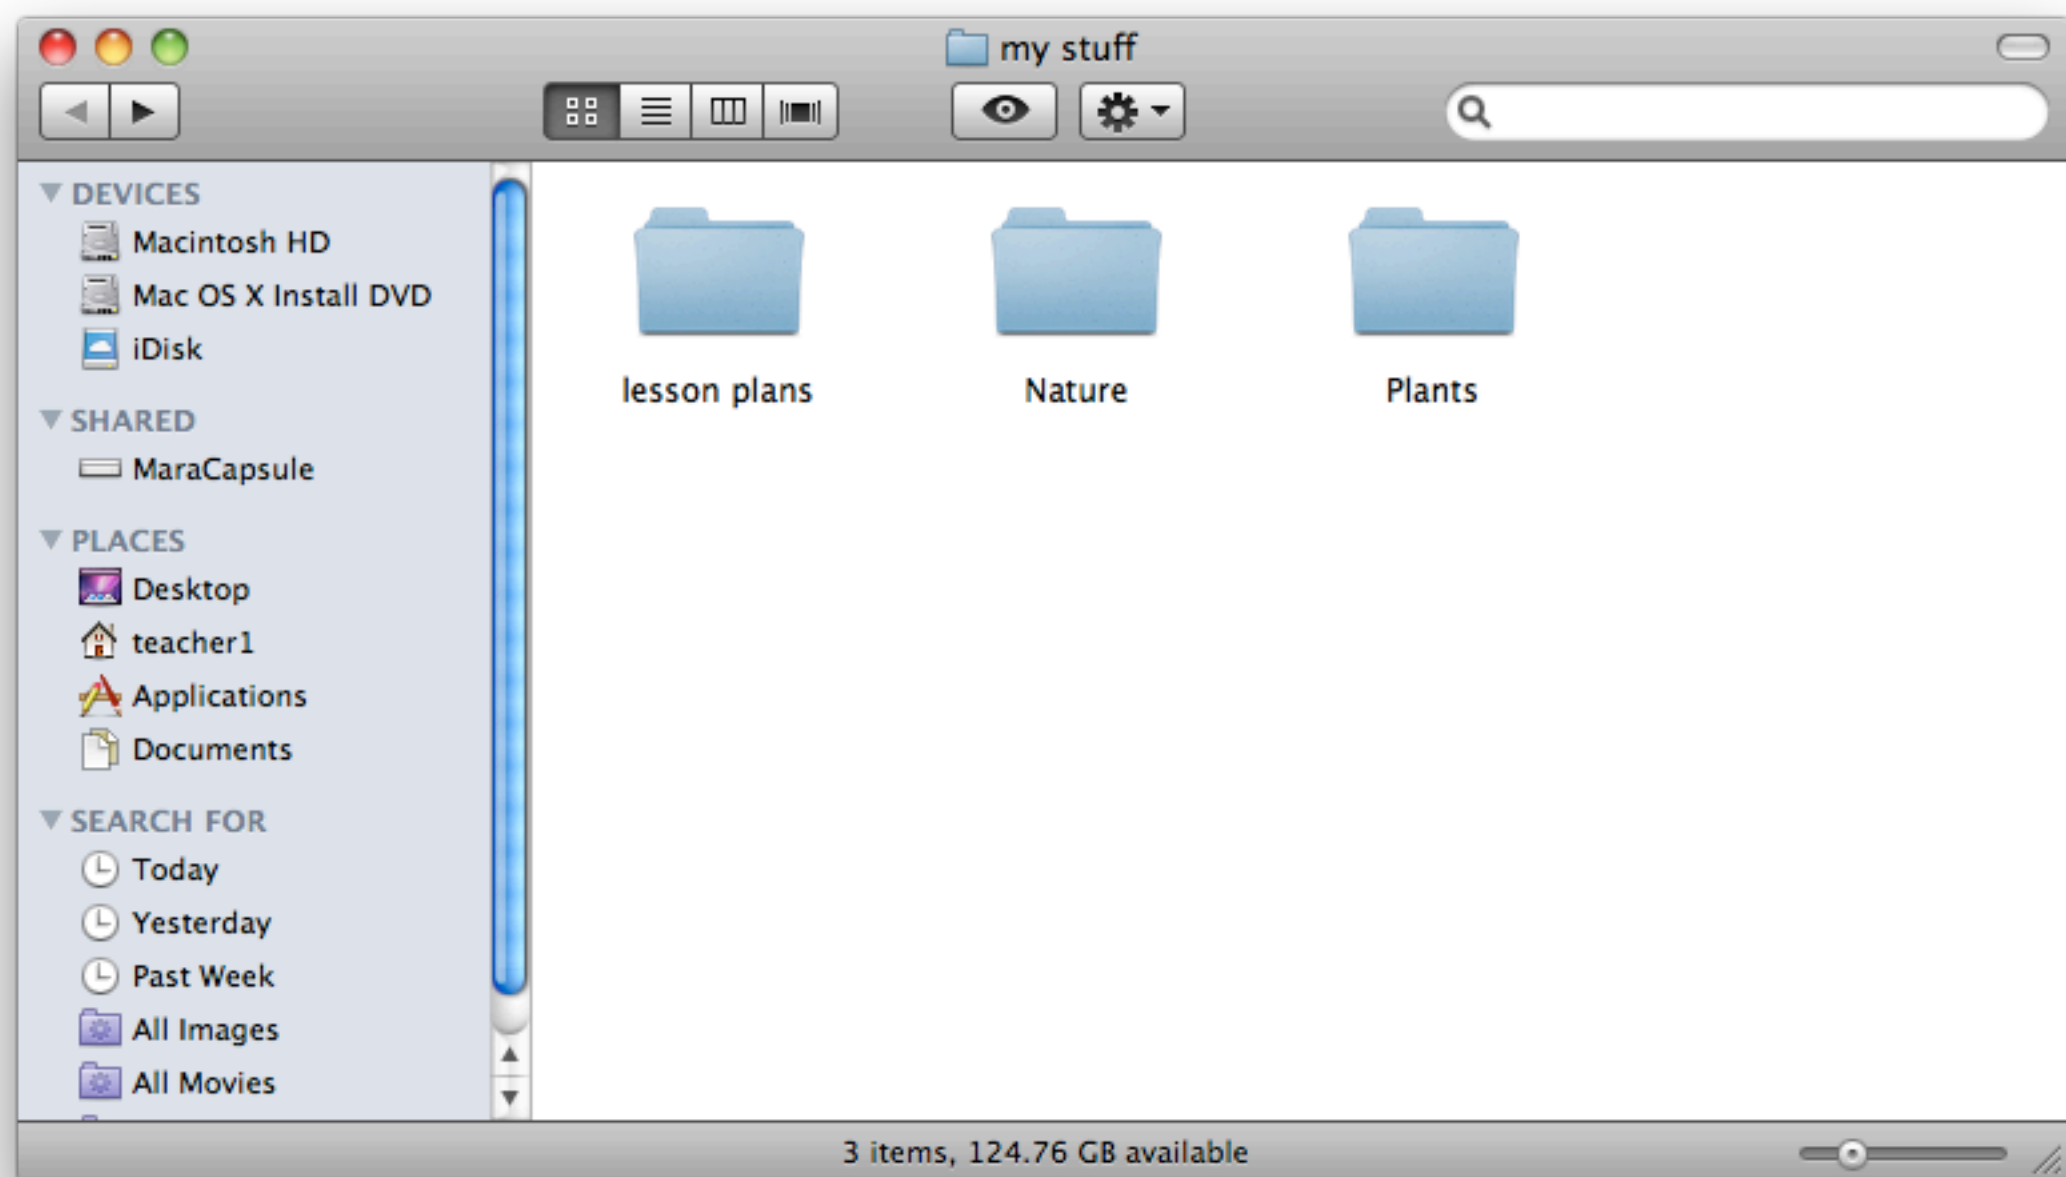 my stuff
DEVICES
Macintosh HD
Mac OS X Install DVD
iDisk
SHARED
MaraCapsule
PLACES
Desktop
teacher1
Applications
Documents
SEARCH FOR
Today
Yesterday
Past Week
All Images
All Movies
lesson plans
Nature
Plants
3 items, 124.76 GB available